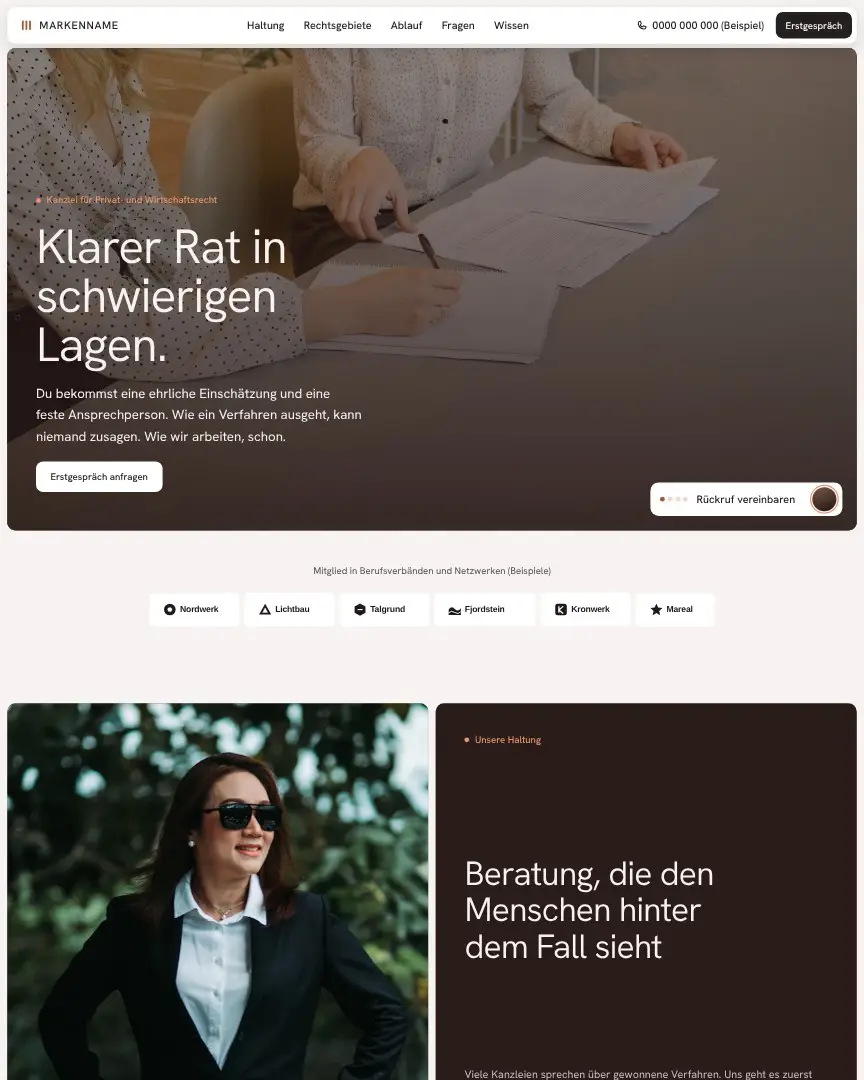 MARKENNAME
Haltung Rechtsgebiete Ablauf Fragen Wissen
0000 000 000 (Beispiel)
Erstgespräch
Kanzlei für Privat- und Wirtschaftsrecht
Klarer Rat in
schwierigen
Lagen.
Du bekommst eine ehrliche Einschätzung und eine
feste Ansprechperson. Wie ein Verfahren ausgeht, kann
niemand zusagen. Wie wir arbeiten, schon.
Erstgespräch anfragen
Rückruf vereinbaren
Mitglied in Berufsverbänden und Netzwerken (Beispiele)
Nordwerk Lichtbau Talgrund Fjordstein Kronwerk Mareal
Unsere Haltung
Beratung, die den
Menschen hinter
dem Fall sieht
Viele Kanzleien sprechen über gewonnene Verfahren. Uns geht es zuerst